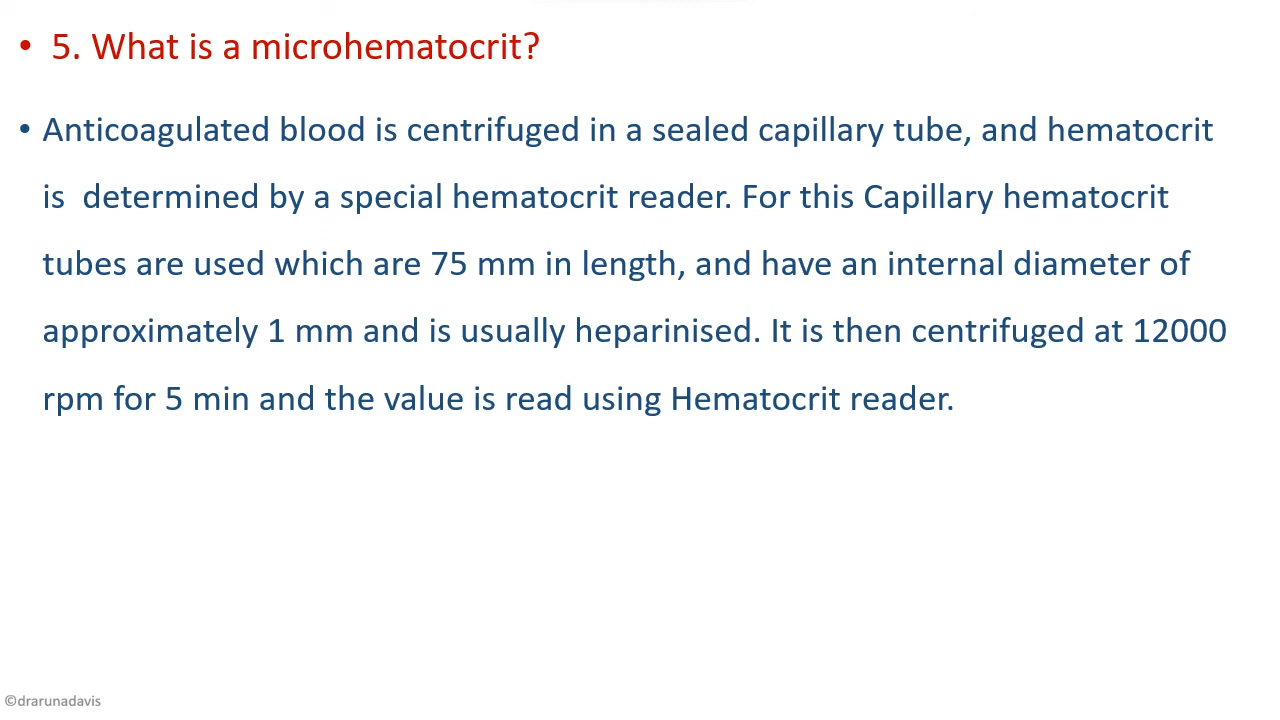 • 5. What is a microhematocrit?
• Anticoagulated blood is centrifuged in a sealed capillary tube, and hematocrit
is  determined by a special hematocrit reader. For this Capillary hematocrit
tubes are used which are 75 mm in length, and have an internal diameter of
approximately 1 mm and is usually heparinised. It is then centrifuged at 12000
rpm for 5 min and the value is read using Hematocrit reader.
©drarunadavis